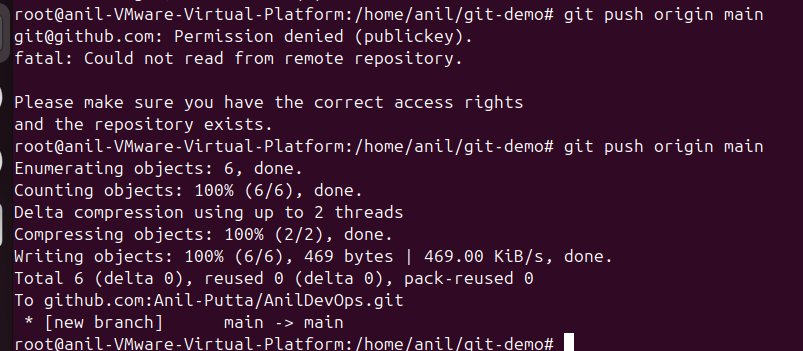 root@anil-VMware-Virtual-Platform:/home/anil/git-demo# git push origin main
git@github.com: Permission denied (publickey).
fatal: Could not read from remote repository.

Please make sure you have the correct access rights
and the repository exists.
root@anil-VMware-Virtual-Platform:/home/anil/git-demo# git push origin main
Enumerating objects: 6, done.
Counting objects: 100% (6/6), done.
Delta compression using up to 2 threads
Compressing objects: 100% (2/2), done.
Writing objects: 100% (6/6), 469 bytes | 469.00 KiB/s, done.
Total 6 (delta 0), reused 0 (delta 0), pack-reused 0
To github.com:Anil-Putta/AnilDevOps.git
 * [new branch]      main -> main
root@anil-VMware-Virtual-Platform:/home/anil/git-demo#